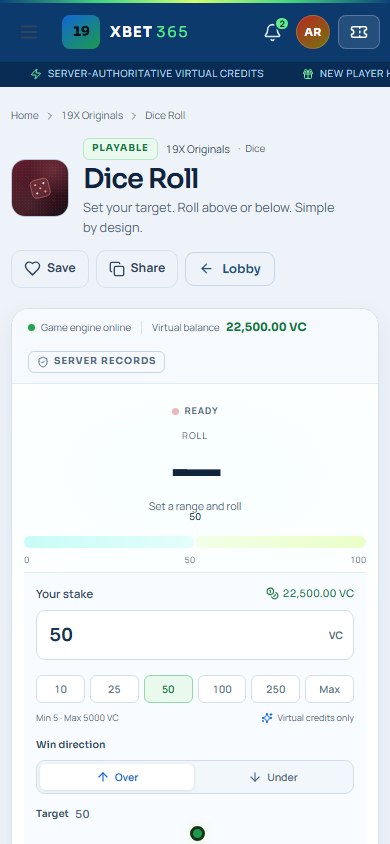 19 XBET 365 2 AR
SERVER-AUTHORITATIVE VIRTUAL CREDITS NEW PLAYER
Home > 19X Originals > Dice Roll
PLAYABLE 19X Originals · Dice
Dice Roll
Set your target. Roll above or below. Simple
by design.
Save Share Lobby
Game engine online Virtual balance 22,500.00 VC
SERVER RECORDS
READY
ROLL
—
Set a range and roll
50
0 50 100
Your stake 22,500.00 VC
50 VC
10 25 50 100 250 Max
Min 5 · Max 5000 VC Virtual credits only
Win direction
Over Under
Target 50